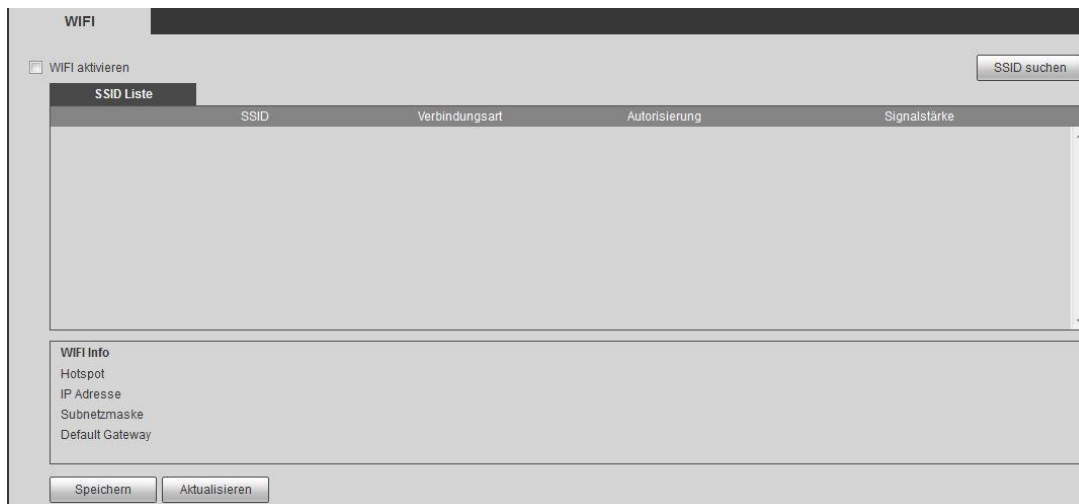 WIFI
WIFI aktivieren
SSID suchen
SSID Liste
SSID Verbindungsart Autorisierung Signalstärke
WIFI Info
Hotspot
IP Adresse
Subnetzmaske
Default Gateway
Speichern Aktualisieren